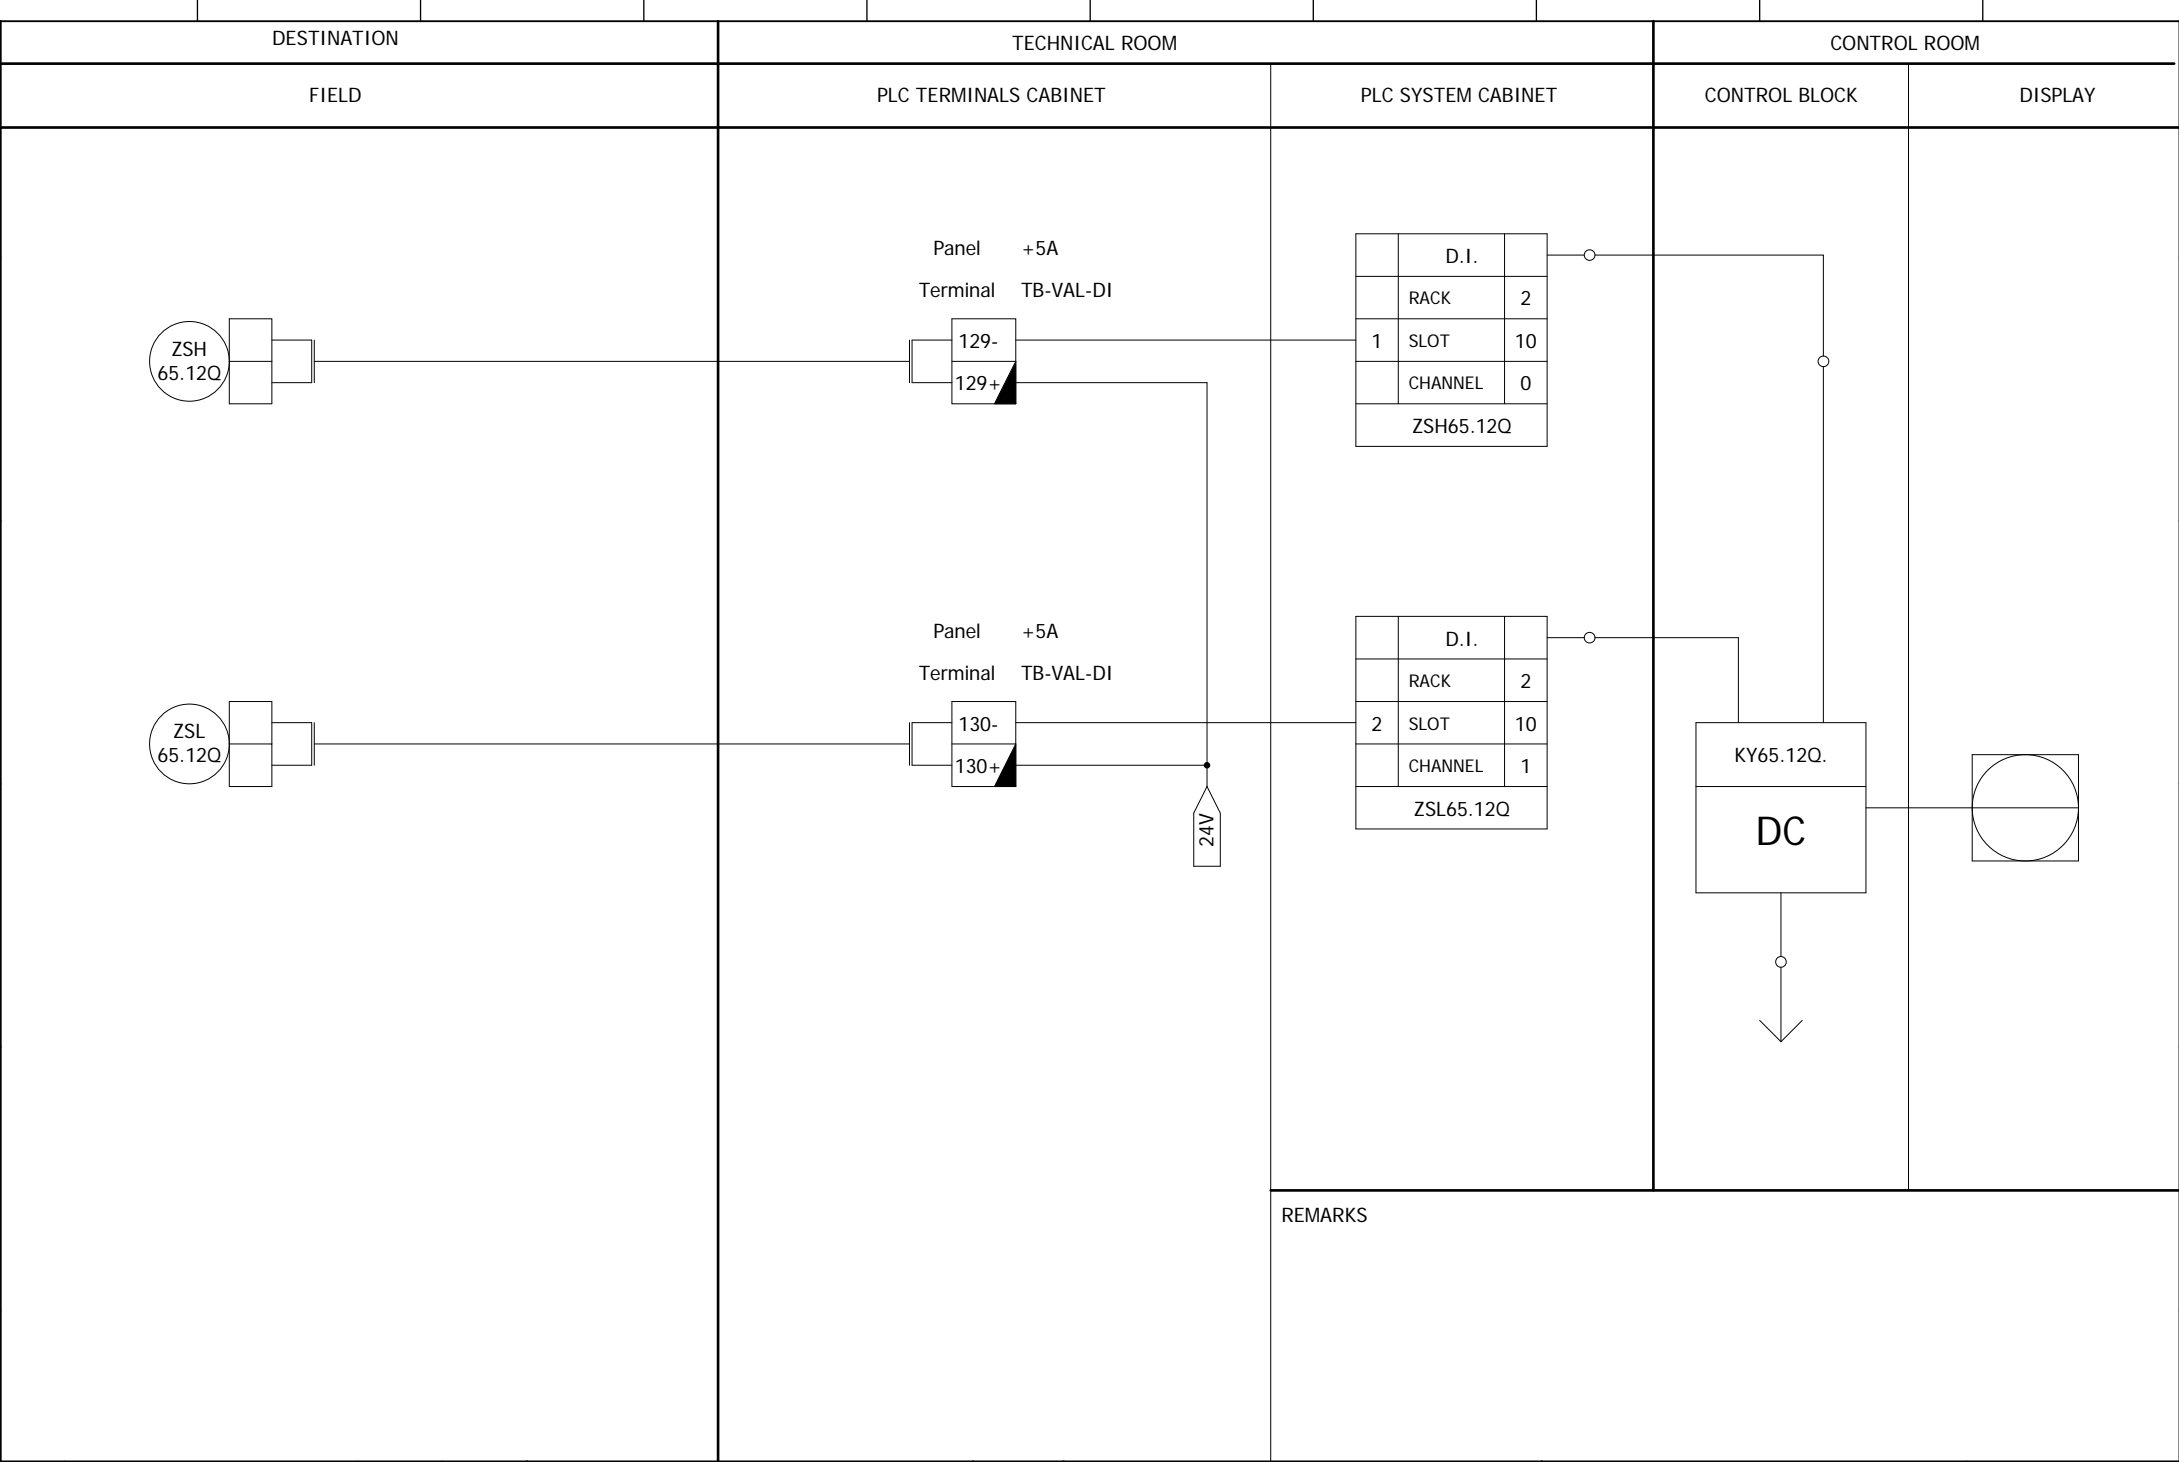 DESTINATION
TECHNICAL ROOM
CONTROL ROOM
FIELD
PLC TERMINALS CABINET
PLC SYSTEM CABINET
CONTROL BLOCK
DISPLAY
Panel +5A
Terminal TB-VAL-DI
ZSH
65.12Q
129-
129+
D.I.
RACK 2
1 SLOT 10
CHANNEL 0
ZSH65.12Q
Panel +5A
Terminal TB-VAL-DI
ZSL
65.12Q
130-
130+
24V
D.I.
RACK 2
2 SLOT 10
CHANNEL 1
ZSL65.12Q
KY65.12Q.
DC
REMARKS